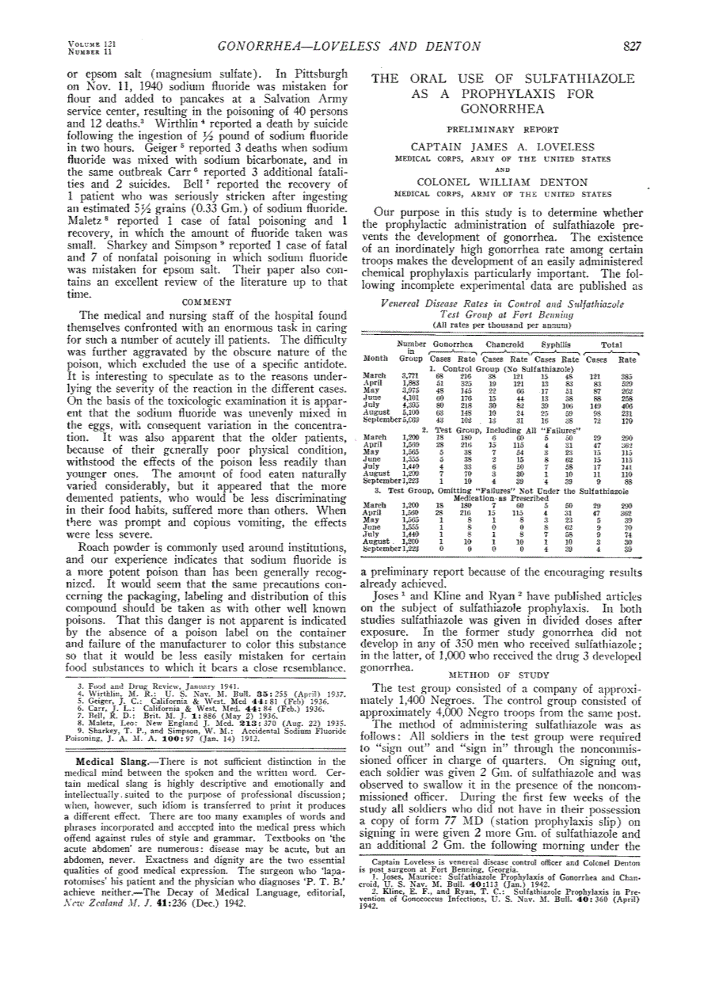 VOLUME 121
NUMBER 11
GONORRHEA—LOVELESS AND DENTON
827
or epsom salt (magnesium sulfate). In Pittsburgh
on Nov. 11, 1940 sodium fluoride was mistaken for
flour and added to pancakes at a Salvation Army
service center, resulting in the poisoning of 40 persons
and 12 deaths.3 Wirthlin 4 reported a death by suicide
following the ingestion of ½ pound of sodium fluoride
in two hours. Geiger 5 reported 3 deaths when sodium
fluoride was mixed with sodium bicarbonate, and in
the same outbreak Carr 6 reported 3 additional fatali-
ties and 2 suicides. Bell 7 reported the recovery of
1 patient who was seriously stricken after ingesting
an estimated 5½ grains (0.33 Gm.) of sodium fluoride.
Maletz 8 reported 1 case of fatal poisoning and 1
recovery, in which the amount of fluoride taken was
small. Sharkey and Simpson 9 reported 1 case of fatal
and 7 of nonfatal poisoning in which sodium fluoride
was mistaken for epsom salt. Their paper also con-
tains an excellent review of the literature up to that
time.
COMMENT
The medical and nursing staff of the hospital found
themselves confronted with an enormous task in caring
for such a number of acutely ill patients. The difficulty
was further aggravated by the obscure nature of the
poison, which excluded the use of a specific antidote.
It is interesting to speculate as to the reasons under-
lying the severity of the reaction in the different cases.
On the basis of the toxicologic examination it is appar-
ent that the sodium fluoride was unevenly mixed in
the eggs, with consequent variation in the concentra-
tion. It was also apparent that the older patients,
because of their generally poor physical condition,
withstood the effects of the poison less readily than
younger ones. The amount of food eaten naturally
varied considerably, but it appeared that the more
demented patients, who would be less discriminating
in their food habits, suffered more than others. When
there was prompt and copious vomiting, the effects
were less severe.
Roach powder is commonly used around institutions,
and our experience indicates that sodium fluoride is
a more potent poison than has been generally recog-
nized. It would seem that the same precautions con-
cerning the packaging, labeling and distribution of this
compound should be taken as with other well known
poisons. That this danger is not apparent is indicated
by the absence of a poison label on the container
and failure of the manufacturer to color this substance
so that it would be less easily mistaken for certain
food substances to which it bears a close resemblance.
3. Food and Drug Review, January 1941.
4. Wirthlin, M. R.: U. S. Nav. M. Bull. 35: 255 (April) 1937.
5. Geiger, J. C.: California & West. Med 44: 81 (Feb) 1936.
6. Carr, J. L.: California & West. Med. 44: 84 (Feb.) 1936.
7. Bell, R. D.: Brit. M. J. 1: 886 (May 2) 1936.
8. Maletz, Leo: New England J. Med. 213: 370 (Aug. 22) 1935.
9. Sharkey, T. P., and Simpson, W. M.: Accidental Sodium Fluoride
Poisoning, J. A. M. A. 100: 97 (Jan. 14) 1912.
Medical Slang.—There is not sufficient distinction in the
medical mind between the spoken and the written word. Cer-
tain medical slang is highly descriptive and emotionally and
intellectually suited to the purpose of professional discussion;
when, however, such idiom is transferred to print it produces
a different effect. There are too many examples of words and
phrases incorporated and accepted into the medical press which
offend against rules of style and grammar. Textbooks on ‘the
acute abdomen’ are numerous: disease may be acute, but an
abdomen, never. Exactness and dignity are the two essential
qualities of good medical expression. The surgeon who ‘lapa-
rotomises’ his patient and the physician who diagnoses ‘P. T. B.’
achieve neither.—The Decay of Medical Language, editorial,
New Zealand M. J. 41:236 (Dec.) 1942.
THE ORAL USE OF SULFATHIAZOLE
AS A PROPHYLAXIS FOR
GONORRHEA
PRELIMINARY REPORT
CAPTAIN JAMES A. LOVELESS
MEDICAL CORPS, ARMY OF THE UNITED STATES
AND
COLONEL WILLIAM DENTON
MEDICAL CORPS, ARMY OF THE UNITED STATES
Our purpose in this study is to determine whether
the prophylactic administration of sulfathiazole pre-
vents the development of gonorrhea. The existence
of an inordinately high gonorrhea rate among certain
troops makes the development of an easily administered
chemical prophylaxis particularly important. The fol-
lowing incomplete experimental data are published as
Venereal Disease Rates in Control and Sulfathiazole
Test Group at Fort Benning
(All rates per thousand per annum)
Number Gonorrhea Chancroid Syphilis Total
in
Month Group Cases Rate Cases Rate Cases Rate Cases Rate
1. Control Group (No Sulfathiazole)
March 3,771 68 216 38 121 15 48 121 385
April 1,883 51 325 19 121 13 83 83 529
May 3,975 48 145 22 66 17 51 87 262
June 4,101 60 176 15 44 13 38 88 258
July 4,395 80 218 30 82 39 106 149 406
August 5,100 63 148 10 24 25 59 98 231
September 5,069 43 102 13 31 16 38 72 170
2. Test Group, Including All "Failures"
March 1,200 18 180 6 60 5 50 29 290
April 1,560 28 216 15 115 4 31 47 362
May 1,565 5 38 7 54 3 23 15 115
June 1,555 5 38 2 15 8 62 15 115
July 1,440 4 33 6 50 7 58 17 141
August 1,200 7 70 3 30 1 10 11 110
September 1,223 1 10 4 39 4 39 9 88
3. Test Group, Omitting "Failures" Not Under the Sulfathiazole
Medication as Prescribed
March 1,200 18 180 7 60 5 50 29 290
April 1,560 28 216 15 115 4 31 47 362
May 1,565 1 8 1 8 3 23 5 39
June 1,555 1 8 0 0 8 62 9 70
July 1,440 1 8 1 8 7 58 9 74
August 1,200 1 10 1 10 1 10 3 30
September 1,223 0 0 0 0 4 39 4 39
a preliminary report because of the encouraging results
already achieved.
Joses 1 and Kline and Ryan 2 have published articles
on the subject of sulfathiazole prophylaxis. In both
studies sulfathiazole was given in divided doses after
exposure. In the former study gonorrhea did not
develop in any of 350 men who received sulfathiazole;
in the latter, of 1,000 who received the drug 3 developed
gonorrhea.
METHOD OF STUDY
The test group consisted of a company of approxi-
mately 1,400 Negroes. The control group consisted of
approximately 4,000 Negro troops from the same post.
The method of administering sulfathiazole was as
follows: All soldiers in the test group were required
to “sign out” and “sign in” through the noncommis-
sioned officer in charge of quarters. On signing out,
each soldier was given 2 Gm. of sulfathiazole and was
observed to swallow it in the presence of the noncom-
missioned officer. During the first few weeks of the
study all soldiers who did not have in their possession
a copy of form 77 MD (station prophylaxis slip) on
signing in were given 2 more Gm. of sulfathiazole and
an additional 2 Gm. the following morning under the
Captain Loveless is venereal disease control officer and Colonel Denton
is post surgeon at Fort Benning, Georgia.
1. Joses, Maurice: Sulfathiazole Prophylaxis of Gonorrhea and Chan-
croid, U. S. Nav. M. Bull. 40:113 (Jan.) 1942.
2. Kline, E. F., and Ryan, T. C.: Sulfathiazole Prophylaxis in Pre-
vention of Gonococcus Infections, U. S. Nav. M. Bull. 40: 360 (April)
1942.